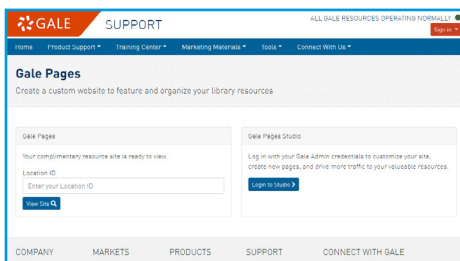 GALE SUPPORT
ALL GALE RESOURCES OPERATING NORMALLY
Sign in
Home Product Support Training Center Marketing Materials Tools Connect With Us
Gale Pages
Create a custom website to feature and organize your library resources
Gale Pages
Your complimentary resource site is ready to view.
Location ID
Enter your Location ID
View Site
Gale Pages Studio
Log in with your Gale Admin credentials to customize your site,
create new pages, and drive more traffic to your valueable resources.
Login to Studio
COMPANY MARKETS PRODUCTS SUPPORT CONNECT WITH GALE